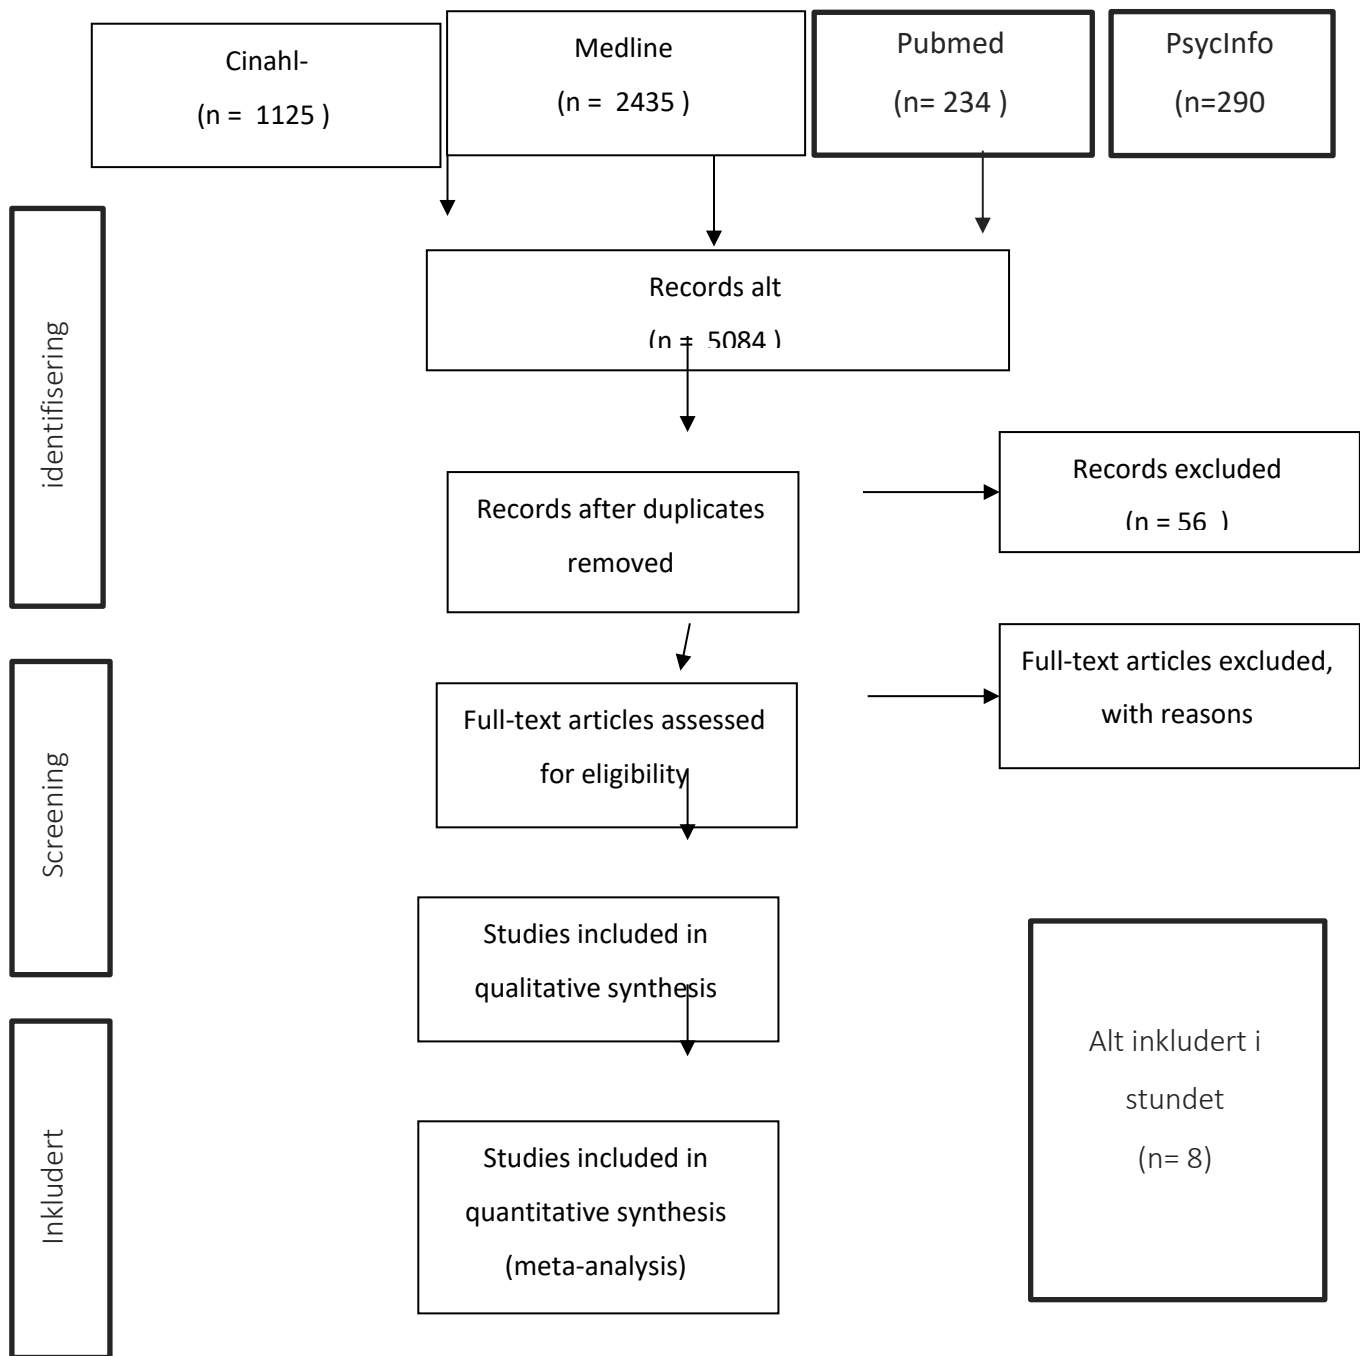 Cinahl-
(n = 1125 )
Medline
(n = 2435 )
Pubmed
(n= 234 )
PsycInfo
(n=290
identifisering
Records alt
(n = 5084 )
Records after duplicates
removed
Records excluded
(n = 56 )
Screening
Full-text articles assessed
for eligibility
Full-text articles excluded,
with reasons
Studies included in
qualitative synthesis
Inkludert
Studies included in
quantitative synthesis
(meta-analysis)
Alt inkludert i
stundet
(n= 8)